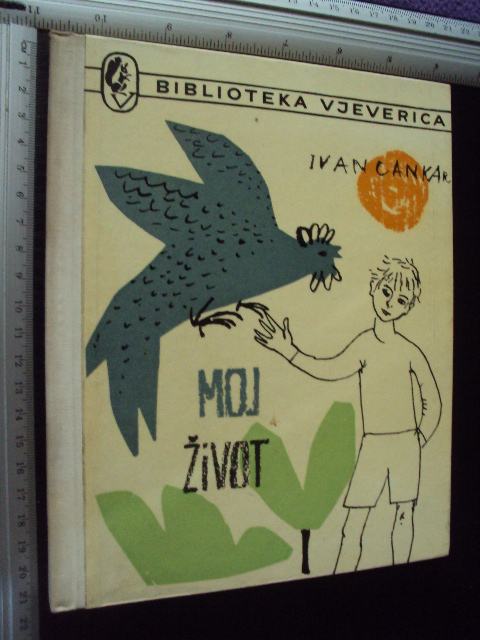 BIBLIOTEKA VJEVERICA
IVAN CANKAR
MOJ
ŽIVOT